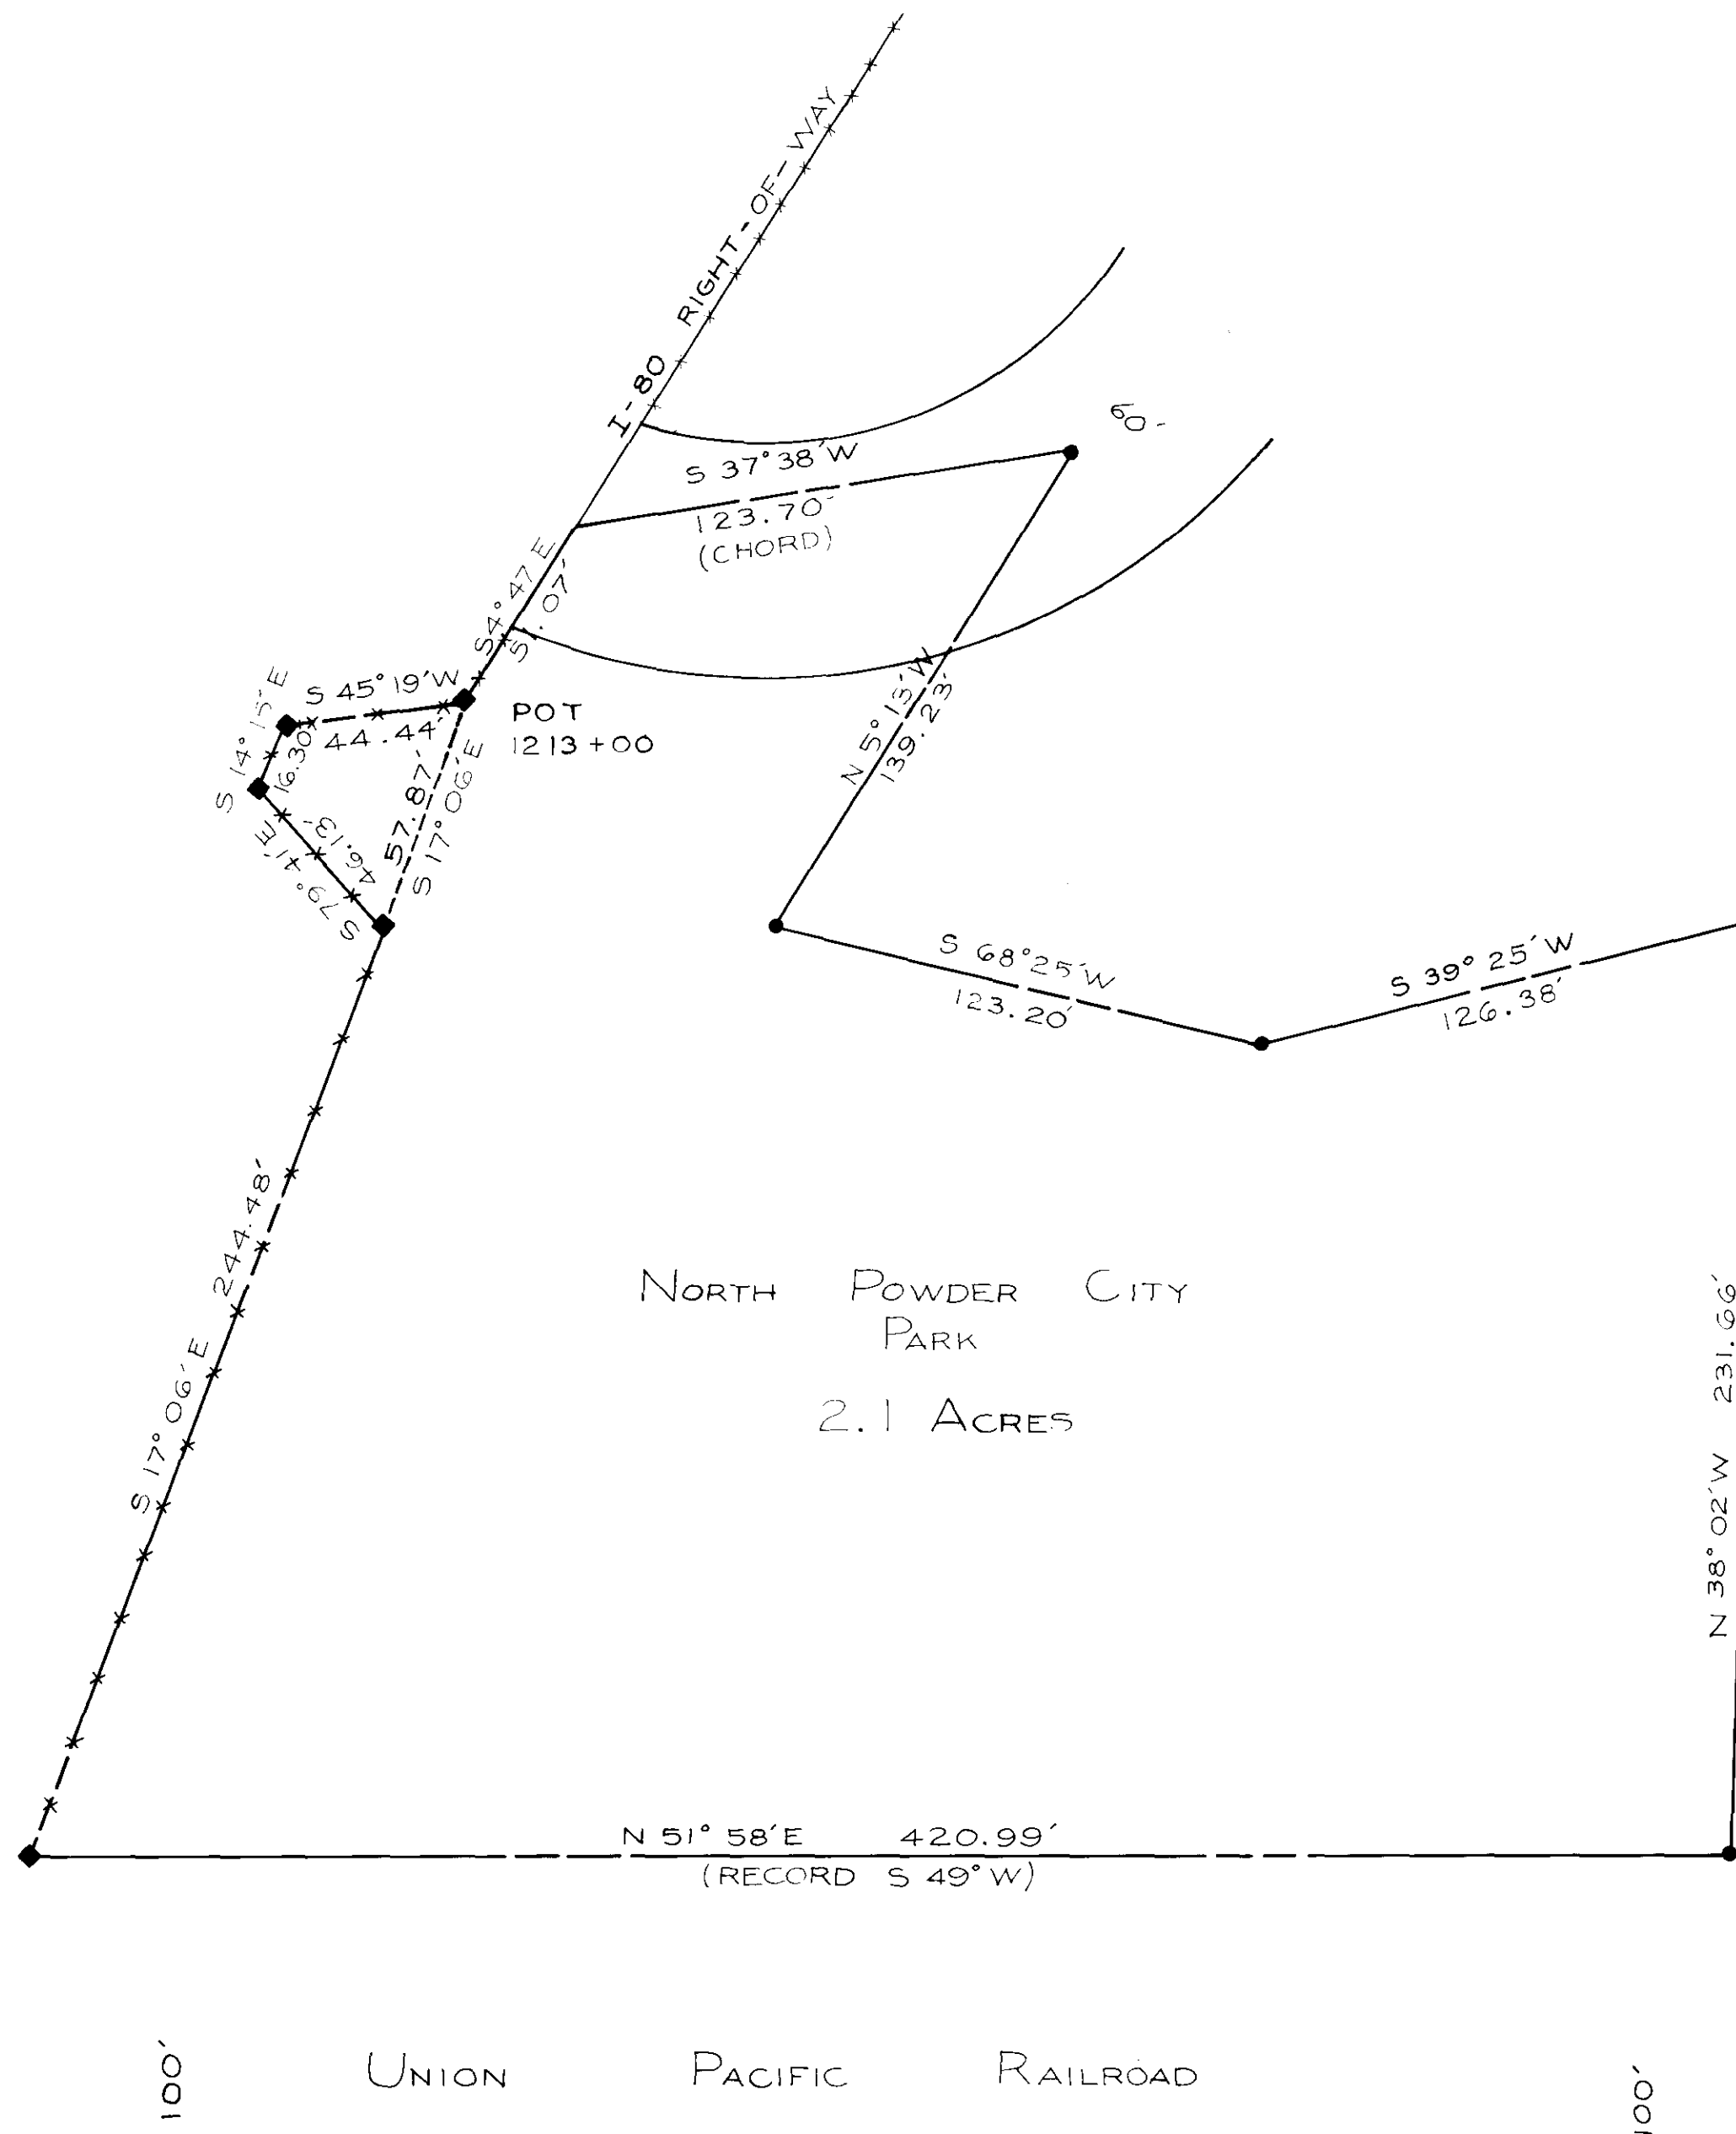 I-80 RIGHT-OF-WAY
60'
S 37° 38' W
123.70'
(CHORD)
S 4° 47' E
51.07'
S 45° 19' W
44.44'
S 14° 15' E
16.30'
POT
1213+00
S 79° 41' E
46.13'
57.87'
S 17° 06' E
N 5° 13' W
139.23'
S 68° 25' W
123.20'
S 39° 25' W
126.38'
S 17° 06' E 244.48'
NORTH POWDER CITY
PARK
2.1 ACRES
N 38° 02' W 231.66'
N 51° 58' E 420.99'
(RECORD S 49° W)
100'
UNION PACIFIC RAILROAD
100'